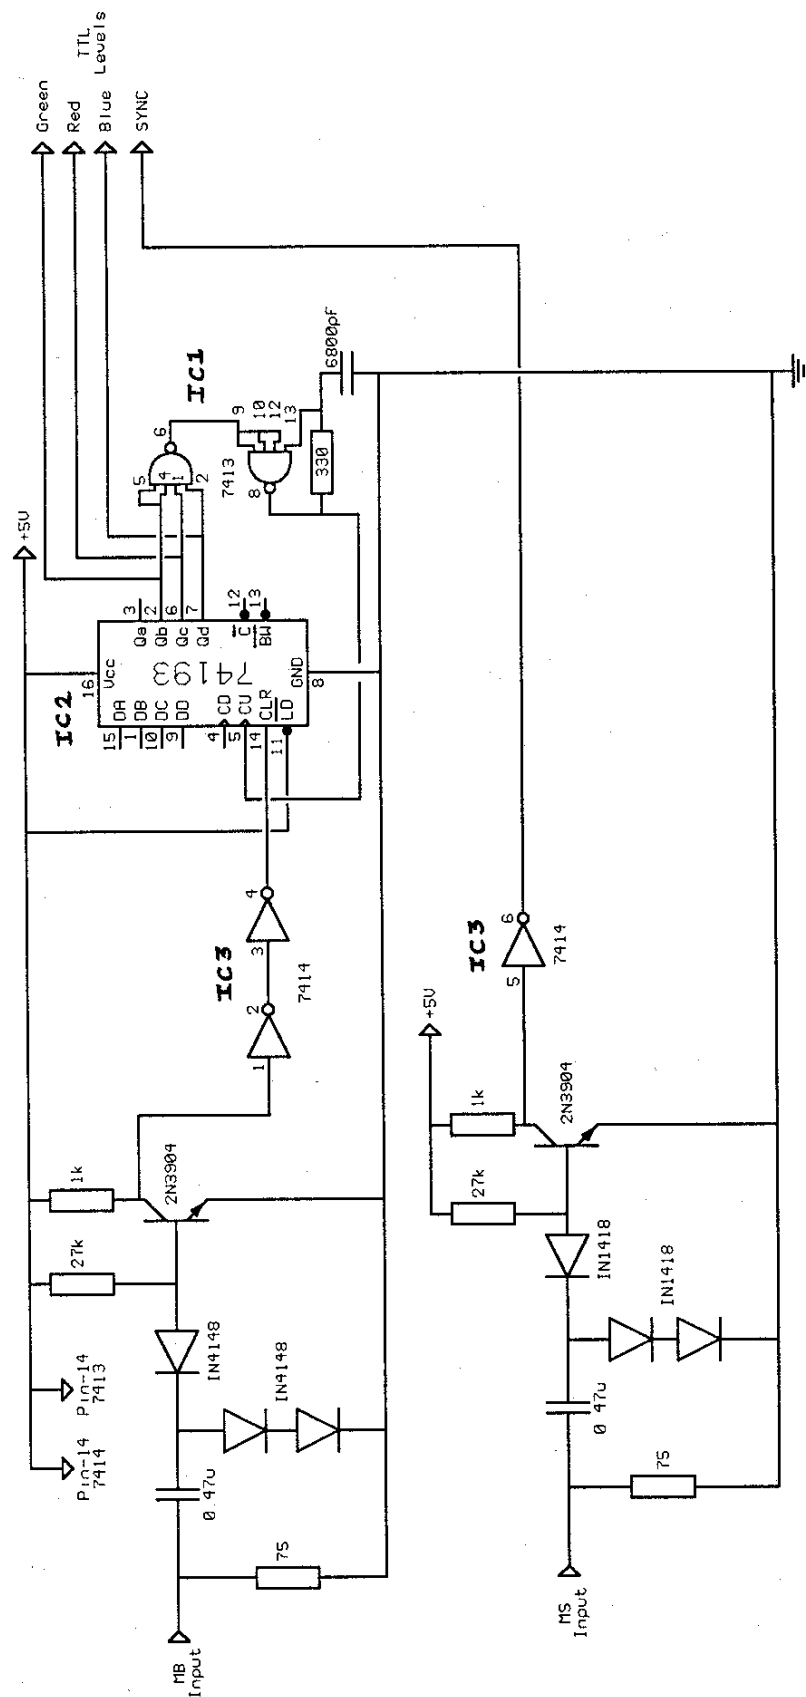 Green
Red
Blue
TTL
Levels
SYNC
+5V
IC2
16
Vcc
15
1
10
9
4
5
14
11
DA
DB
DC
DD
CD
CU
CLR
LD
74193
Qa
Qb
Qc
Qd
C
BW
GND
8
3
2
6
7
12
13
IC1
5
4
1
2
6
7413
9
10
12
13
8
330
6800pF
IC3
1
2
3
4
7414
Pin-14
7414
Pin-14
7413
27k
1k
2N3904
IN4148
IN4148
0.47u
75
MB
Input
+5V
IC3
5
6
7414
27k
1k
2N3904
IN1418
IN1418
0 47u
75
MS
Input